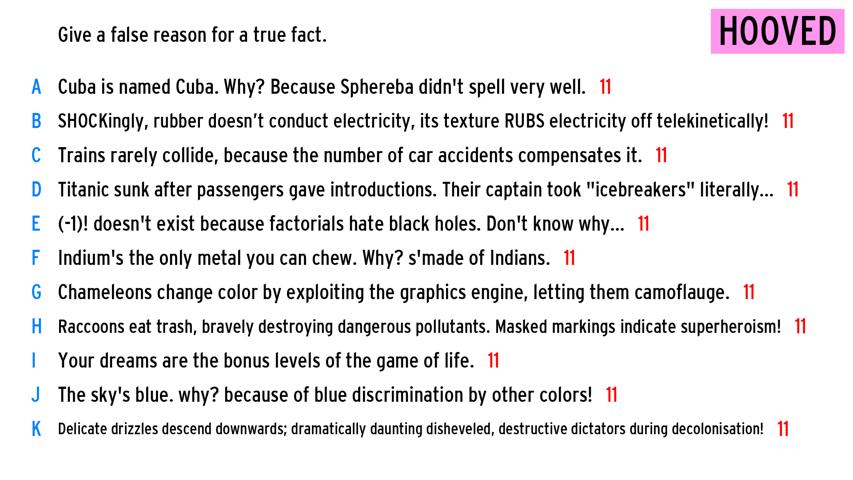 Give a false reason for a true fact.
HOOVED
A Cuba is named Cuba. Why? Because Sphereba didn't spell very well. 11
B SHOCKingly, rubber doesn't conduct electricity, its texture RUBS electricity off telekinetically! 11
C Trains rarely collide, because the number of car accidents compensates it. 11
D Titanic sunk after passengers gave introductions. Their captain took "icebreakers" literally... 11
E (-1)! doesn't exist because factorials hate black holes. Don't know why... 11
F Indium's the only metal you can chew. Why? s'made of Indians. 11
G Chameleons change color by exploiting the graphics engine, letting them camoflauge. 11
H Raccoons eat trash, bravely destroying dangerous pollutants. Masked markings indicate superheroism! 11
I Your dreams are the bonus levels of the game of life. 11
J The sky's blue. why? because of blue discrimination by other colors! 11
K Delicate drizzles descend downwards; dramatically daunting disheveled, destructive dictators during decolonisation! 11